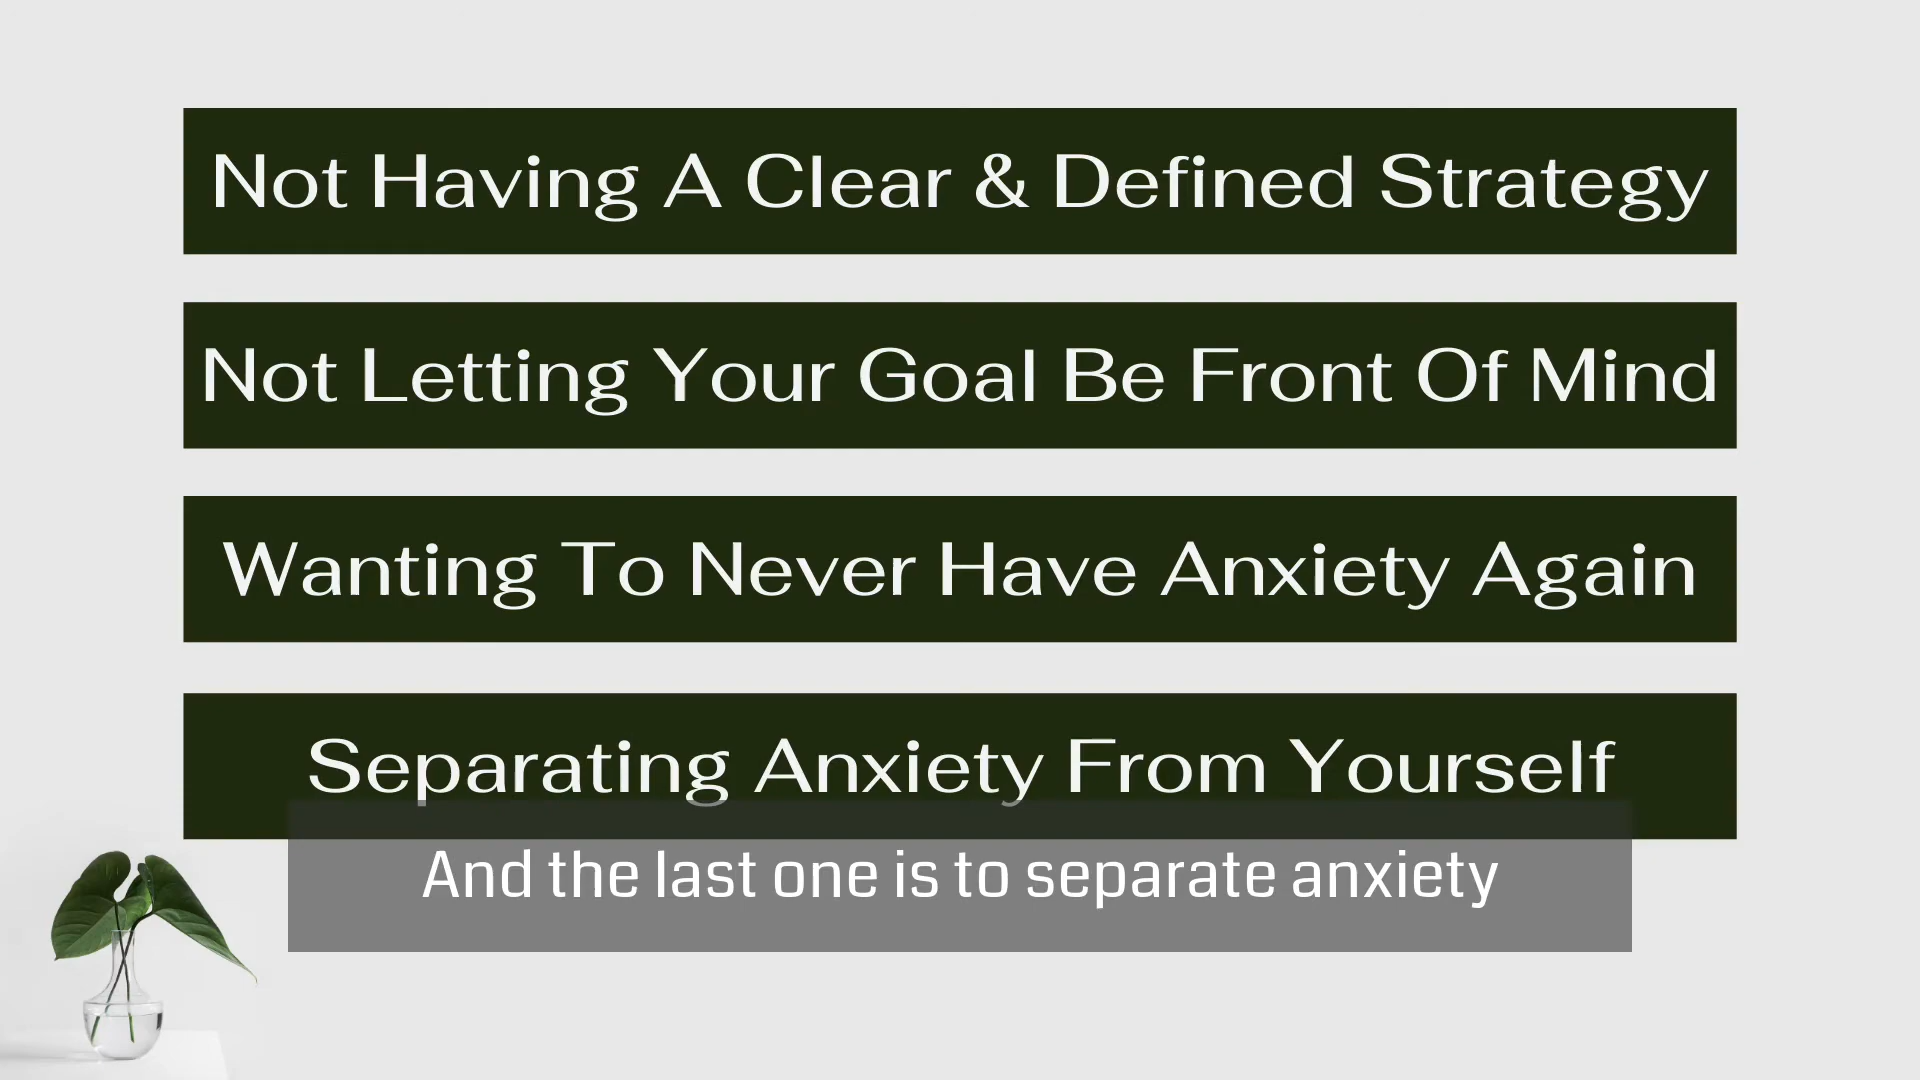 Not Having A Clear & Defined Strategy
Not Letting Your Goal Be Front Of Mind
Wanting To Never Have Anxiety Again
Separating Anxiety From Yourself
And the last one is to separate anxiety